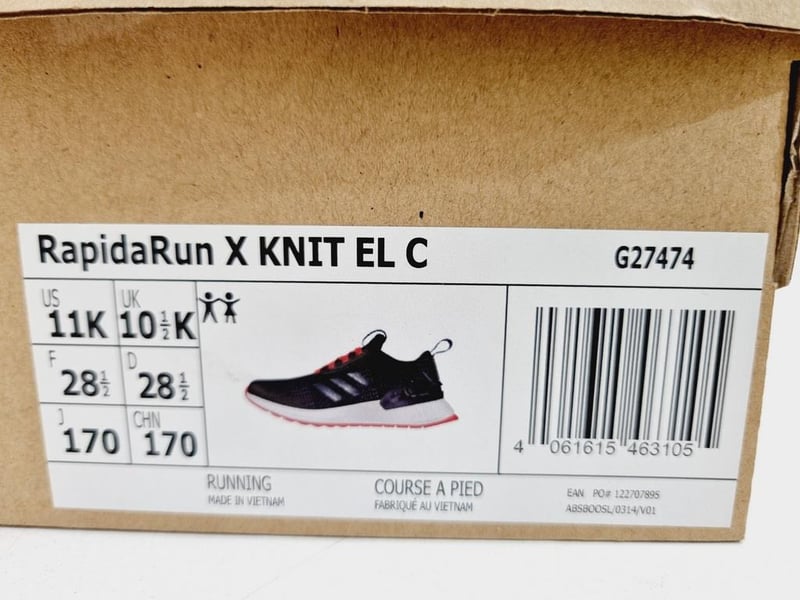 RapidaRun X KNIT EL C
G27474
US 11K
UK 10½K
F 28½
D 28½
J 170
CHN 170
4 061615 463105
RUNNING
MADE IN VIETNAM
COURSE A PIED
FABRIQUÉ AU VIETNAM
EAN PO# 122707895
ABSBOOSL/0314/V01